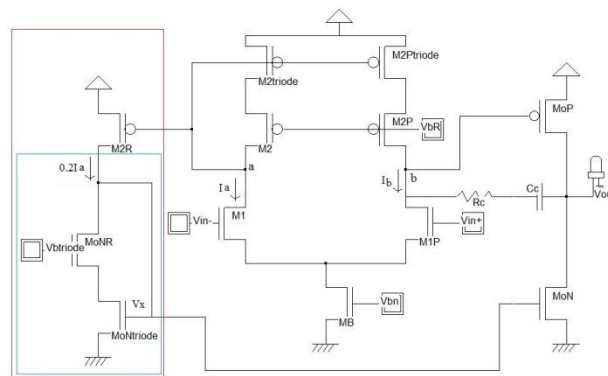 M2triode
M2Ptriode
M2R
M2
M2P
VbR
MoP
0.2Ia
a
Ia
Ib
b
Rc
Cc
Vbtriode
MoNR
Vin-
M1
M1P
Vin+
Vx
MoNtriode
MB
Vbn
MoN